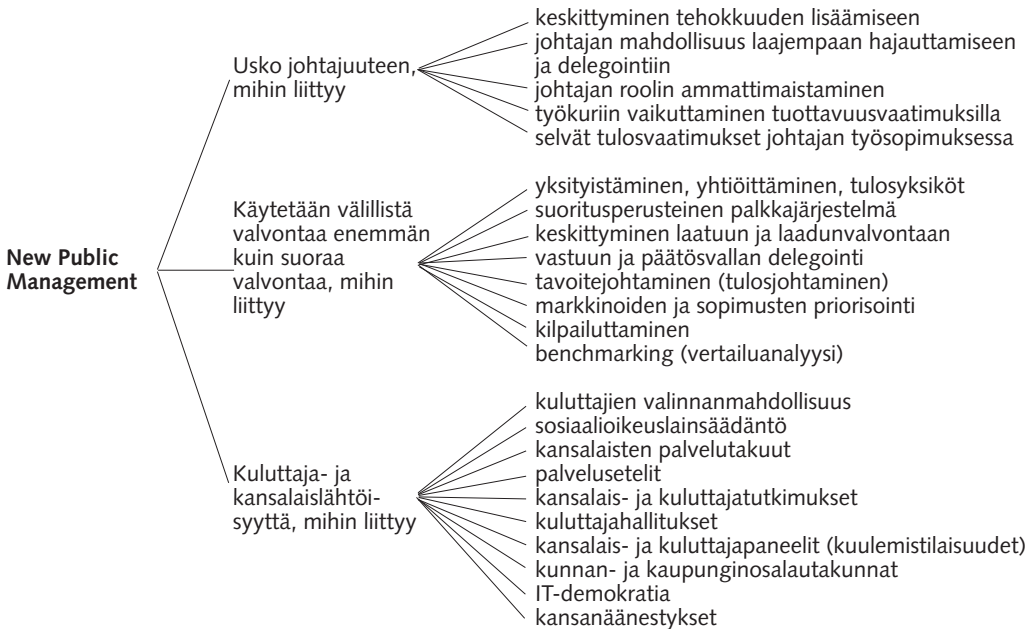 New Public
Management
Usko johtajuuteen,
mihin liittyy
keskittyminen tehokkuuden lisäämiseen
johtajan mahdollisuus laajempaan hajauttamiseen
ja delegointiin
johtajan roolin ammattimaistaminen
työkuriin vaikuttaminen tuottavuusvaatimuksilla
selvät tulosvaatimukset johtajan työsopimuksessa
Käytetään välillistä
valvontaa enemmän
kuin suoraa
valvontaa, mihin
liittyy
yksityistäminen, yhtiöittäminen, tulosyksiköt
suoritusperusteinen palkkajärjestelmä
keskittyminen laatuun ja laadunvalvontaan
vastuun ja päätösvallan delegointi
tavoitejohtaminen (tulosjohtaminen)
markkinoiden ja sopimusten priorisointi
kilpailuttaminen
benchmarking (vertailuanalyysi)
Kuluttaja- ja
kansalaislähtöi-
syyttä, mihin liittyy
kuluttajien valinnanmahdollisuus
sosiaalioikeuslainsäädäntö
kansalaisten palvelutakuut
palvelusetelit
kansalais- ja kuluttajatutkimukset
kuluttajahallitukset
kansalais- ja kuluttajapaneelit (kuulemistilaisuudet)
kunnan- ja kaupunginosalautakunnat
IT-demokratia
kansanäänestykset